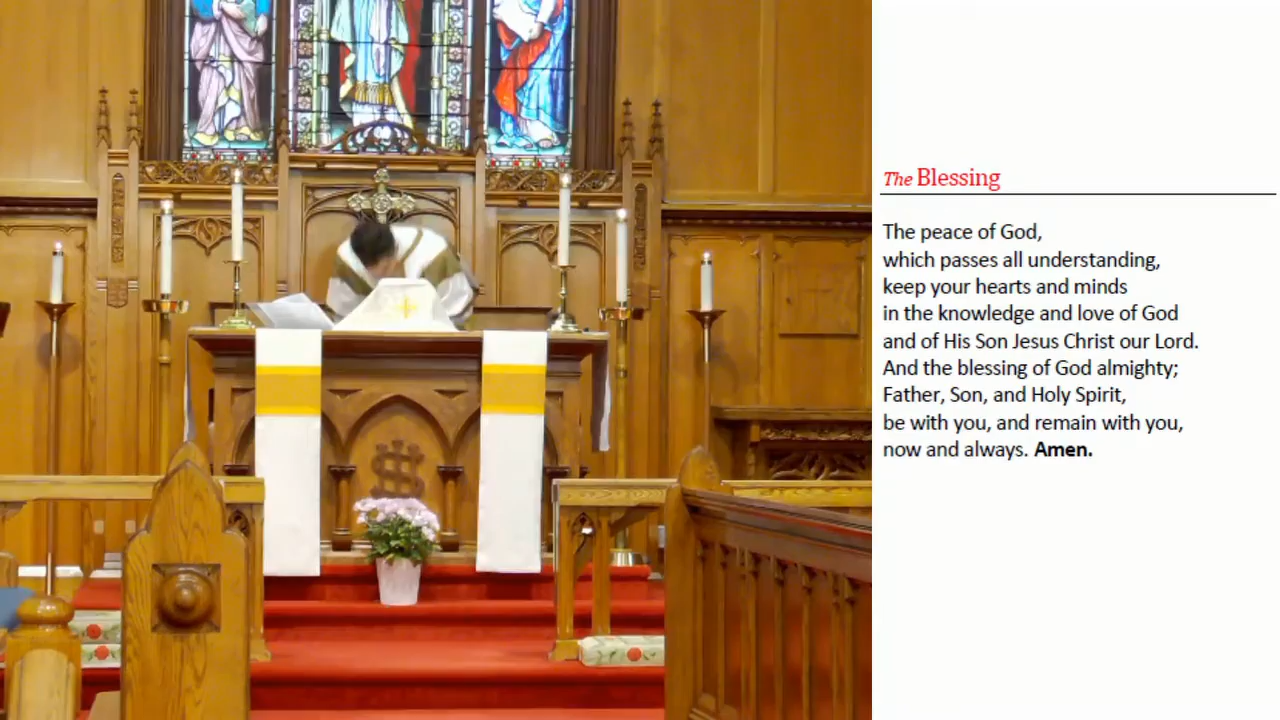 The Blessing
The peace of God,
which passes all understanding,
keep your hearts and minds
in the knowledge and love of God
and of His Son Jesus Christ our Lord.
And the blessing of God almighty;
Father, Son, and Holy Spirit,
be with you, and remain with you,
now and always. Amen.
IHS